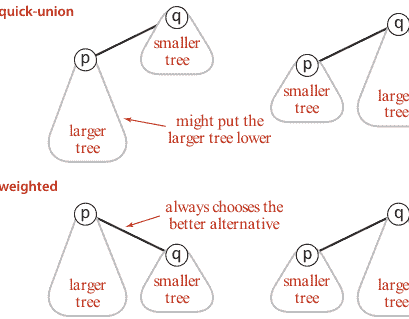 quick-union
q
smaller
tree
p
larger
tree
might put the
larger tree lower
q
p
smaller
tree
weighted
p
larger
tree
always chooses the
better alternative
q
smaller
tree
q
p
smaller
tree